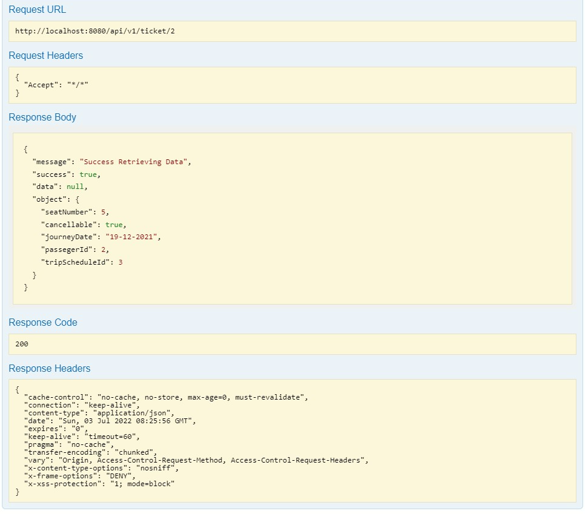 Request URL
http://localhost:8080/api/v1/ticket/2
Request Headers
{
"Accept": "*/*"
}
Response Body
{
"message": "Success Retrieving Data",
"success": true,
"data": null,
"object": {
"seatNumber": 5,
"cancellable": true,
"journeyDate": "19-12-2021",
"passegerId": 2,
"tripScheduleId": 3
}
}
Response Code
200
Response Headers
{
"cache-control": "no-cache, no-store, max-age=0, must-revalidate",
"connection": "keep-alive",
"content-type": "application/json",
"date": "Sun, 03 Jul 2022 08:25:56 GMT",
"expires": "0",
"keep-alive": "timeout=60",
"pragma": "no-cache",
"transfer-encoding": "chunked",
"vary": "Origin, Access-Control-Request-Method, Access-Control-Request-Headers",
"x-content-type-options": "nosniff",
"x-frame-options": "DENY",
"x-xss-protection": "1; mode=block"
}